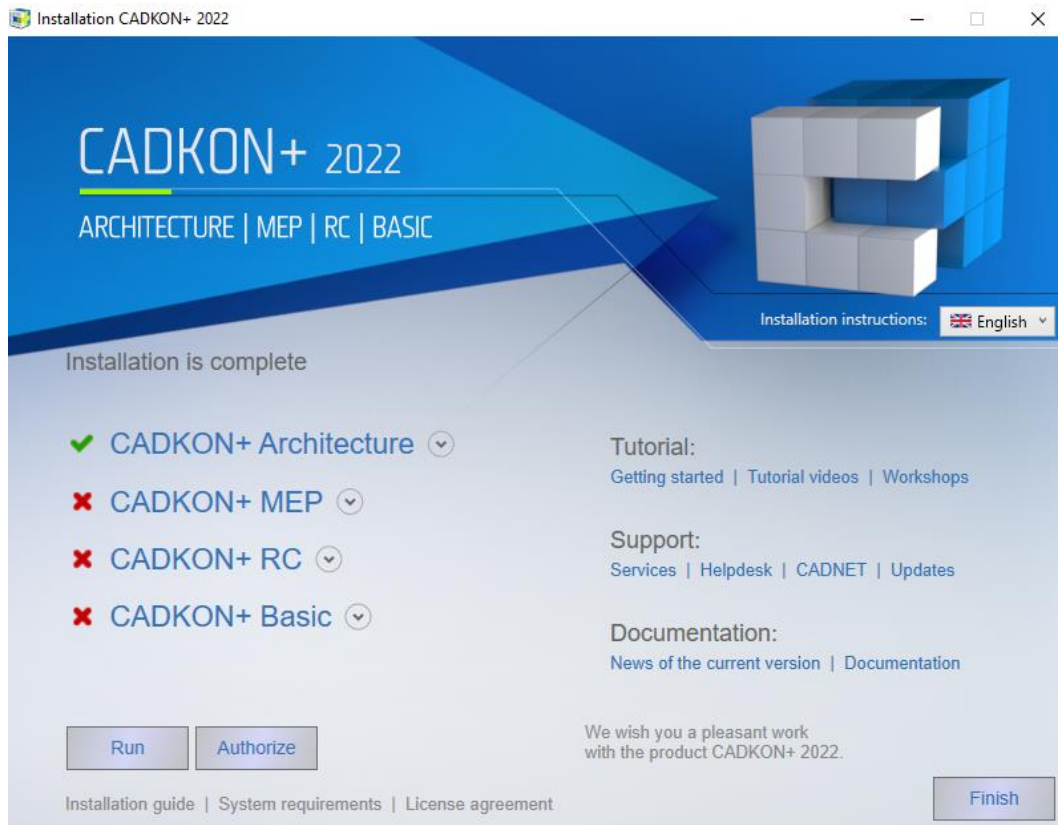 Installation CADKON+ 2022
CADKON+ 2022
ARCHITECTURE | MEP | RC | BASIC
Installation instructions: English
Installation is complete
CADKON+ Architecture
CADKON+ MEP
CADKON+ RC
CADKON+ Basic
Tutorial:
Getting started | Tutorial videos | Workshops
Support:
Services | Helpdesk | CADNET | Updates
Documentation:
News of the current version | Documentation
Run
Authorize
We wish you a pleasant work
with the product CADKON+ 2022.
Installation guide | System requirements | License agreement
Finish